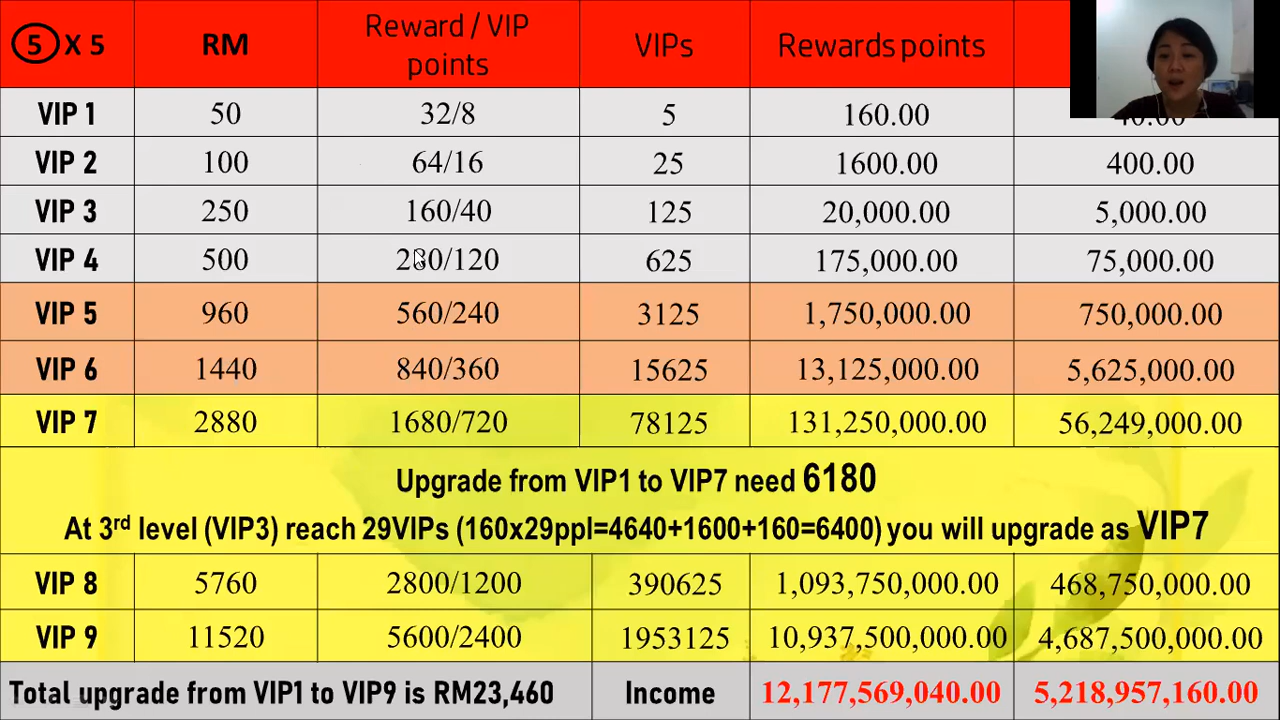 5 X 5 RM Reward / VIP points VIPs Rewards points
VIP 1 50 32/8 5 160.00 40.00
VIP 2 100 64/16 25 1600.00 400.00
VIP 3 250 160/40 125 20,000.00 5,000.00
VIP 4 500 280/120 625 175,000.00 75,000.00
VIP 5 960 560/240 3125 1,750,000.00 750,000.00
VIP 6 1440 840/360 15625 13,125,000.00 5,625,000.00
VIP 7 2880 1680/720 78125 131,250,000.00 56,249,000.00
Upgrade from VIP1 to VIP7 need 6180
At 3rd level (VIP3) reach 29VIPs (160x29ppl=4640+1600+160=6400) you will upgrade as VIP7
VIP 8 5760 2800/1200 390625 1,093,750,000.00 468,750,000.00
VIP 9 11520 5600/2400 1953125 10,937,500,000.00 4,687,500,000.00
Total upgrade from VIP1 to VIP9 is RM23,460 Income 12,177,569,040.00 5,218,957,160.00